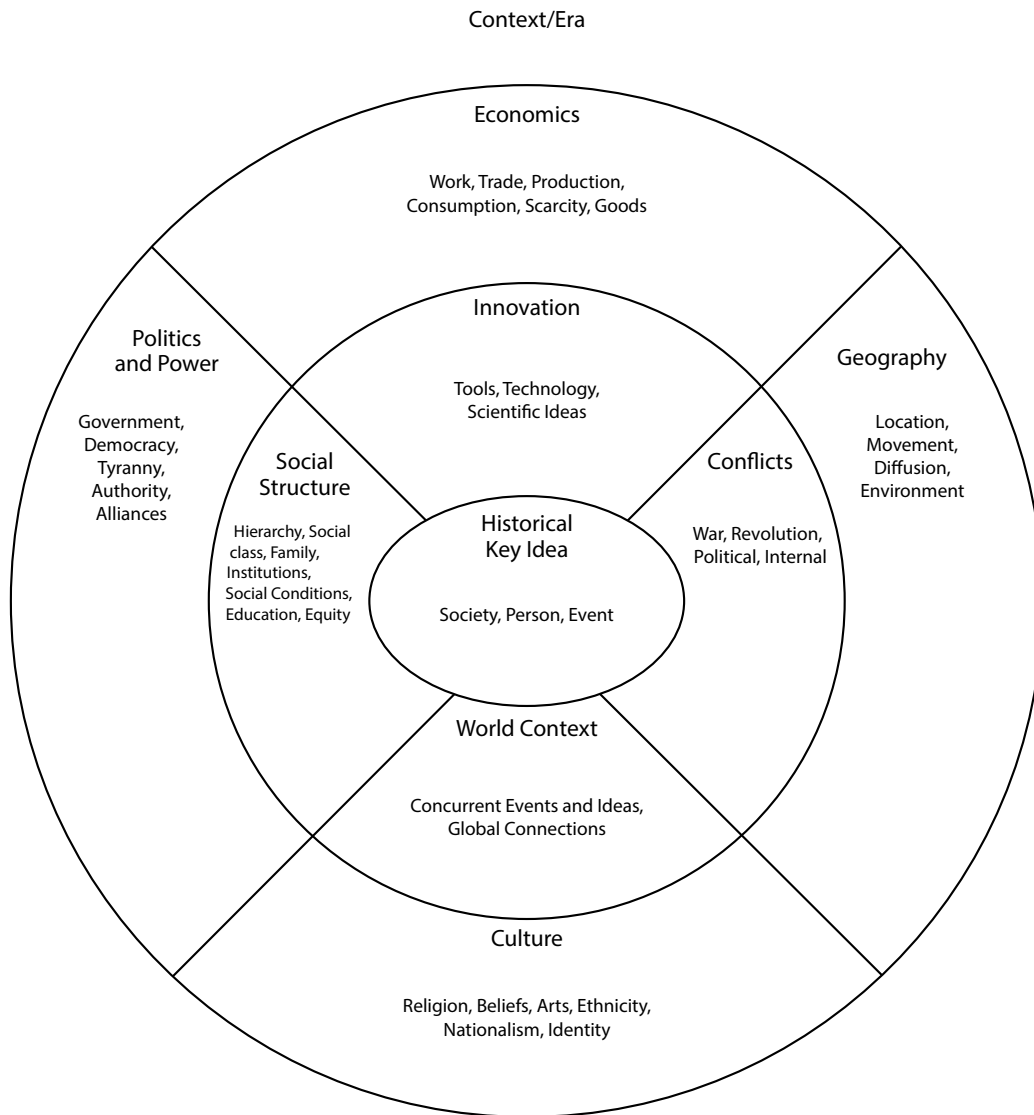 Context/Era
Economics
Work, Trade, Production,
Consumption, Scarcity, Goods
Innovation
Tools, Technology,
Scientific Ideas
Politics
and Power
Government,
Democracy,
Tyranny,
Authority,
Alliances
Geography
Location,
Movement,
Diffusion,
Environment
Social
Structure
Hierarchy, Social
class, Family,
Institutions,
Social Conditions,
Education, Equity
Conflicts
War, Revolution,
Political, Internal
Historical
Key Idea
Society, Person, Event
World Context
Concurrent Events and Ideas,
Global Connections
Culture
Religion, Beliefs, Arts, Ethnicity,
Nationalism, Identity